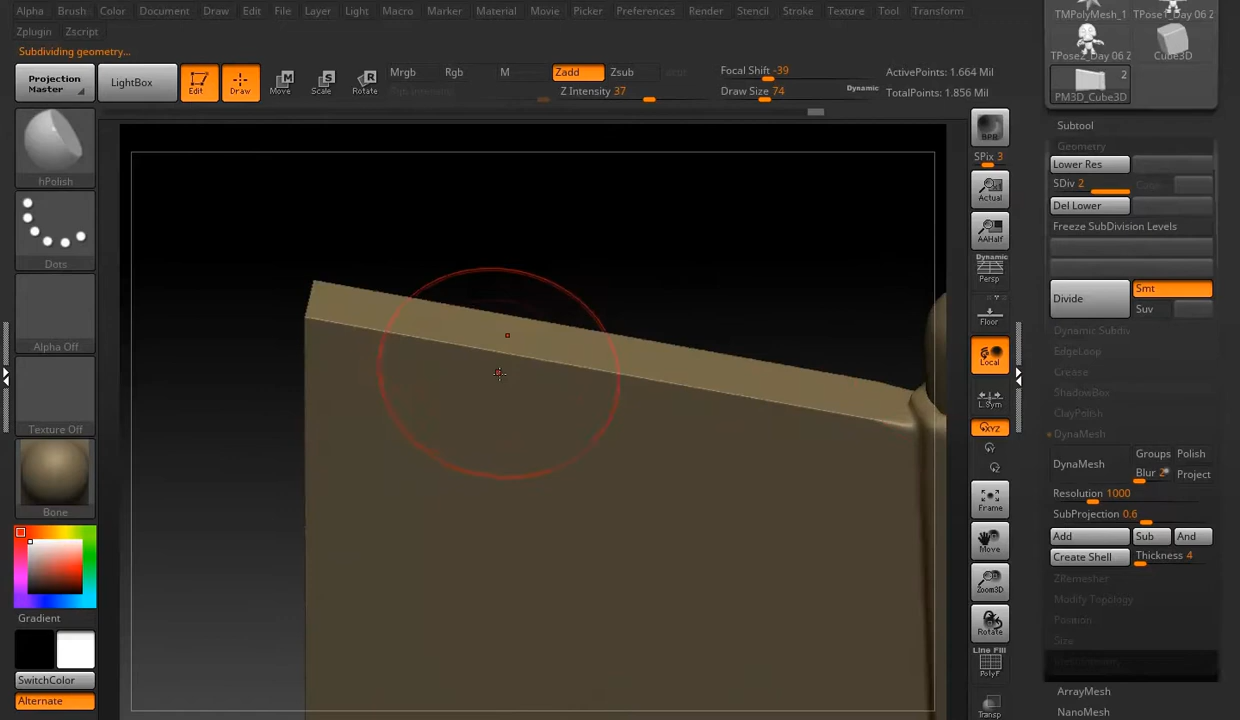 Alpha Brush Color Document Draw Edit File Layer Light Macro Marker Material Movie Picker Preferences Render Stencil Stroke Texture Tool Transform
Zplugin Zscript
Subdividing geometry...
Projection Master
LightBox
Edit
Draw
Move
Scale
Rotate
Mrgb Rgb M Zadd Zsub
Z Intensity 37
Focal Shift -39
Draw Size 74
Dynamic
ActivePoints: 1.664 Mil
TotalPoints: 1.856 Mil
hPolish
Dots
Alpha Off
Texture Off
Bone
Gradient
SwitchColor
Alternate
BPR
SPix 3
Actual
AAHalf
Dynamic
Persp
Floor
Local
L.Sym
XYZ
Frame
Move
Zoom3D
Rotate
Line Fill
PolyF
Transp
TMPolyMesh_1 TPose1_Day 06 2
TPose2_Day 06 2 Cube3D
2
PM3D_Cube3D
Subtool
Geometry
Lower Res
SDiv 2
Del Lower
Freeze SubDivision Levels
Divide
Smt
Suv
Dynamic Subdiv
EdgeLoop
Crease
ShadowBox
ClayPolish
DynaMesh
DynaMesh
Groups Polish
Blur 2 Project
Resolution 1000
SubProjection 0.6
Add Sub And
Create Shell Thickness 4
ZRemesher
Modify Topology
Position
Size
ArrayMesh
NanoMesh